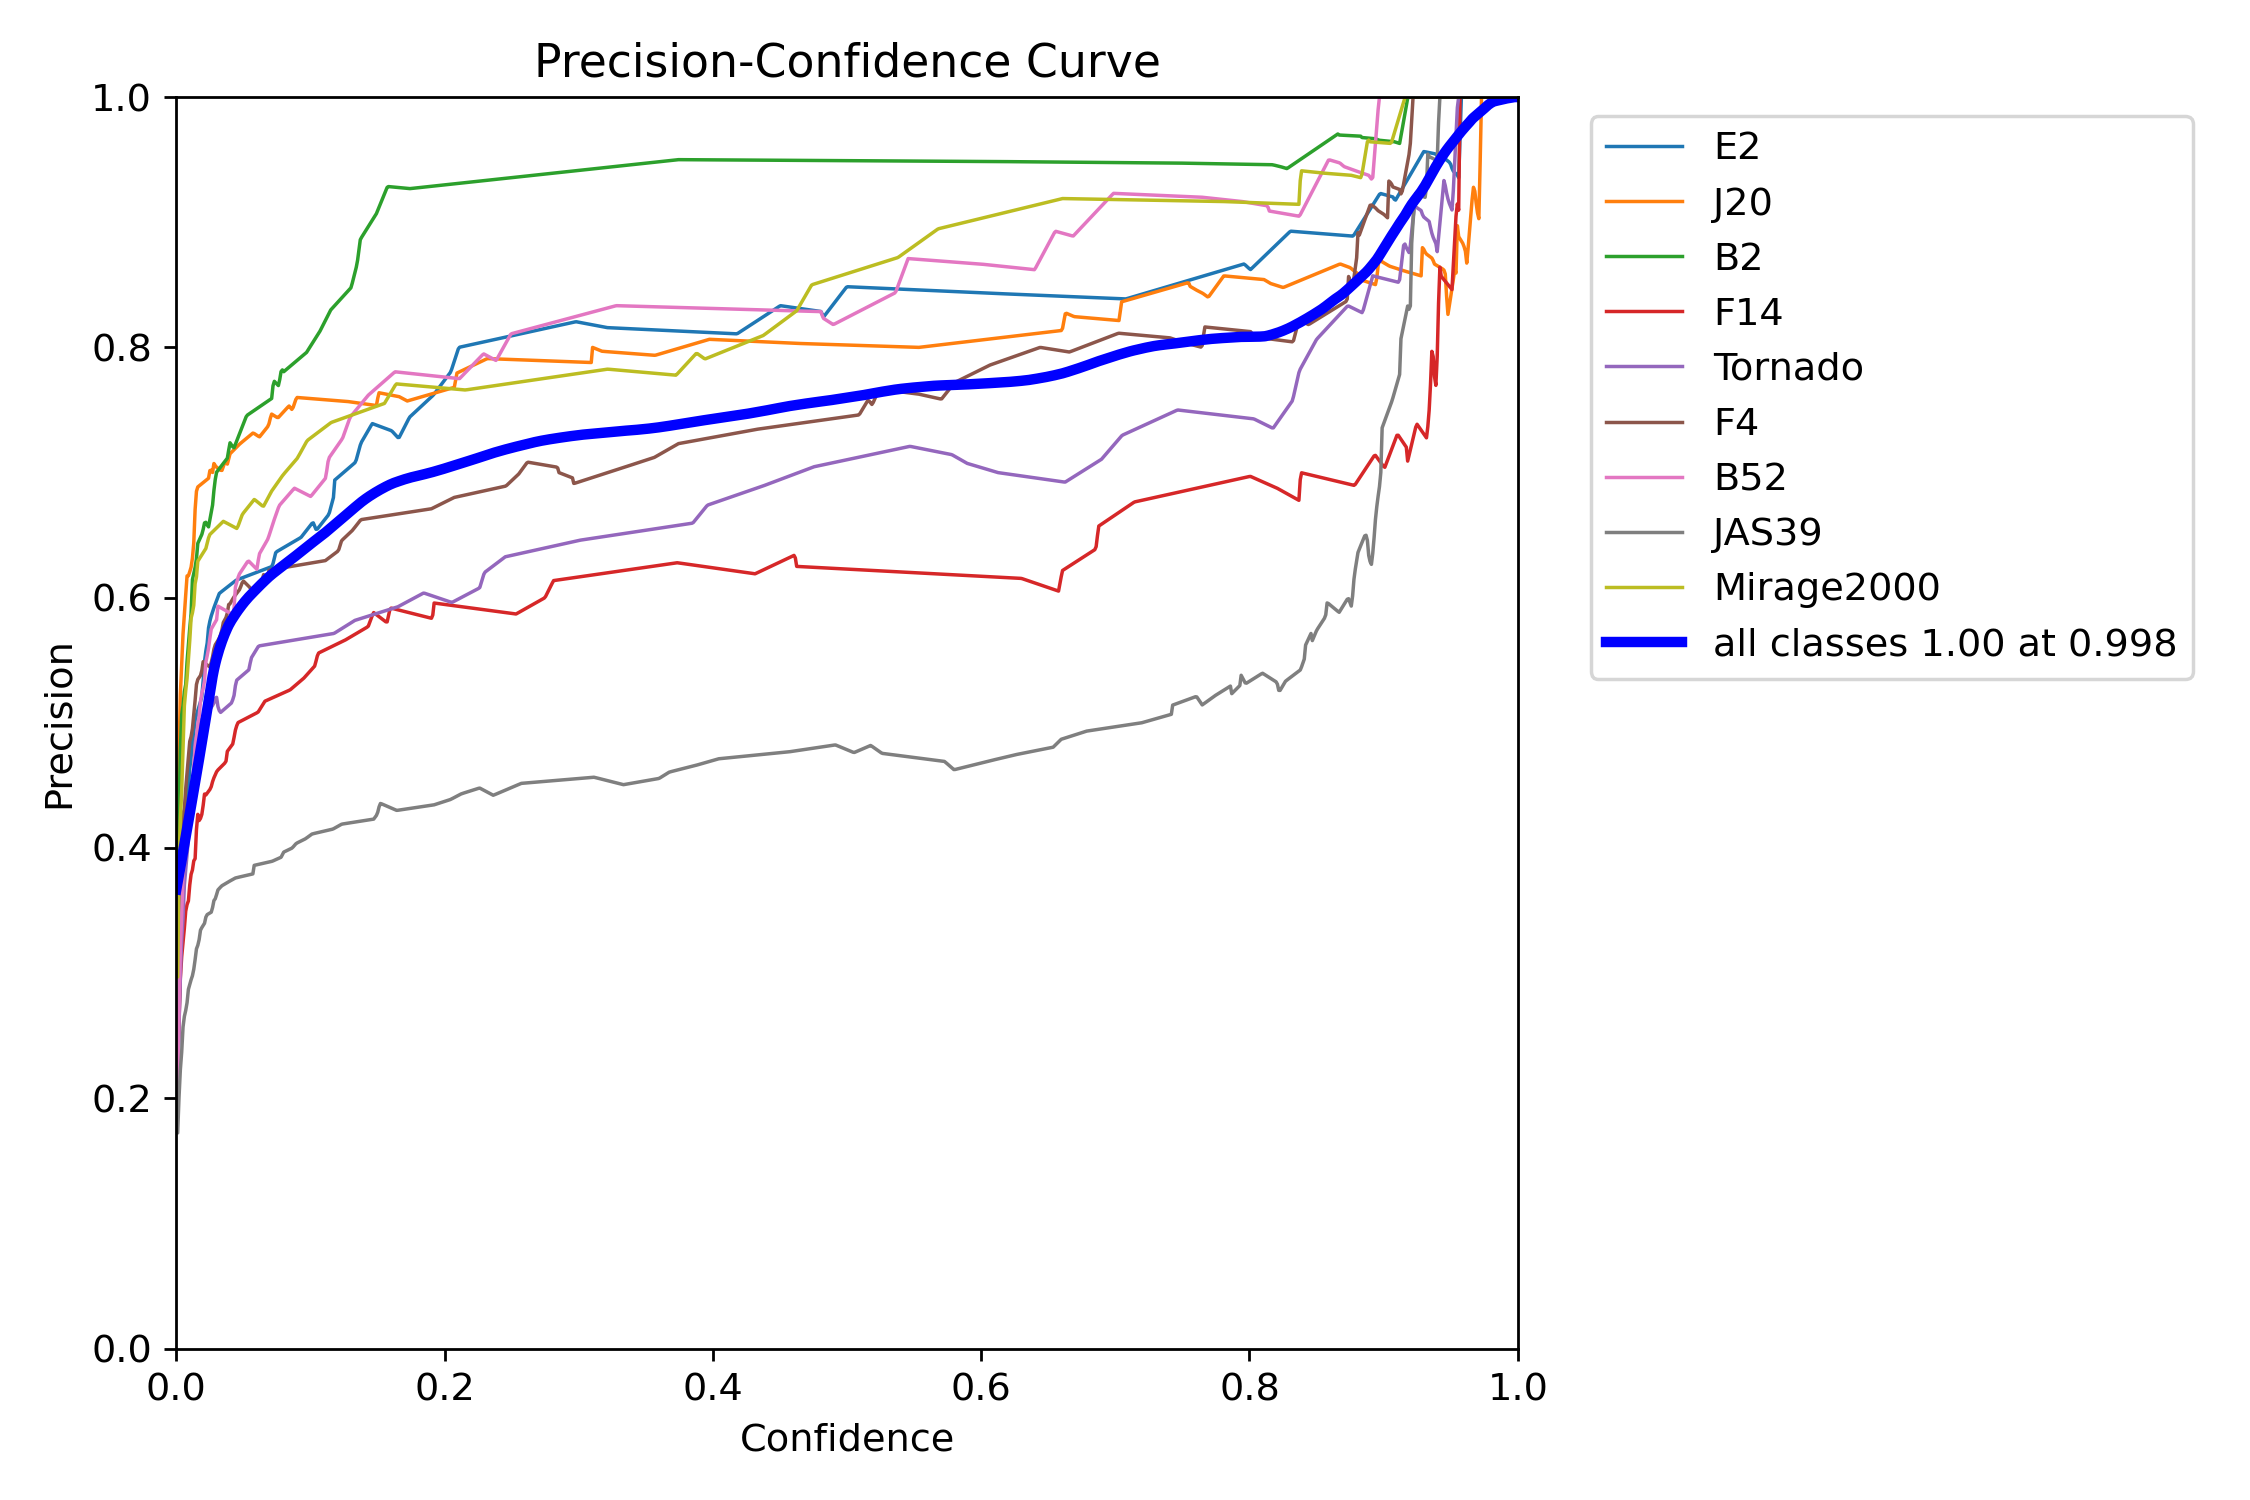 Precision-Confidence Curve
1.0
0.8
0.6
0.4
0.2
0.0
Precision
0.0 0.2 0.4 0.6 0.8 1.0
Confidence
E2
J20
B2
F14
Tornado
F4
B52
JAS39
Mirage2000
all classes 1.00 at 0.998